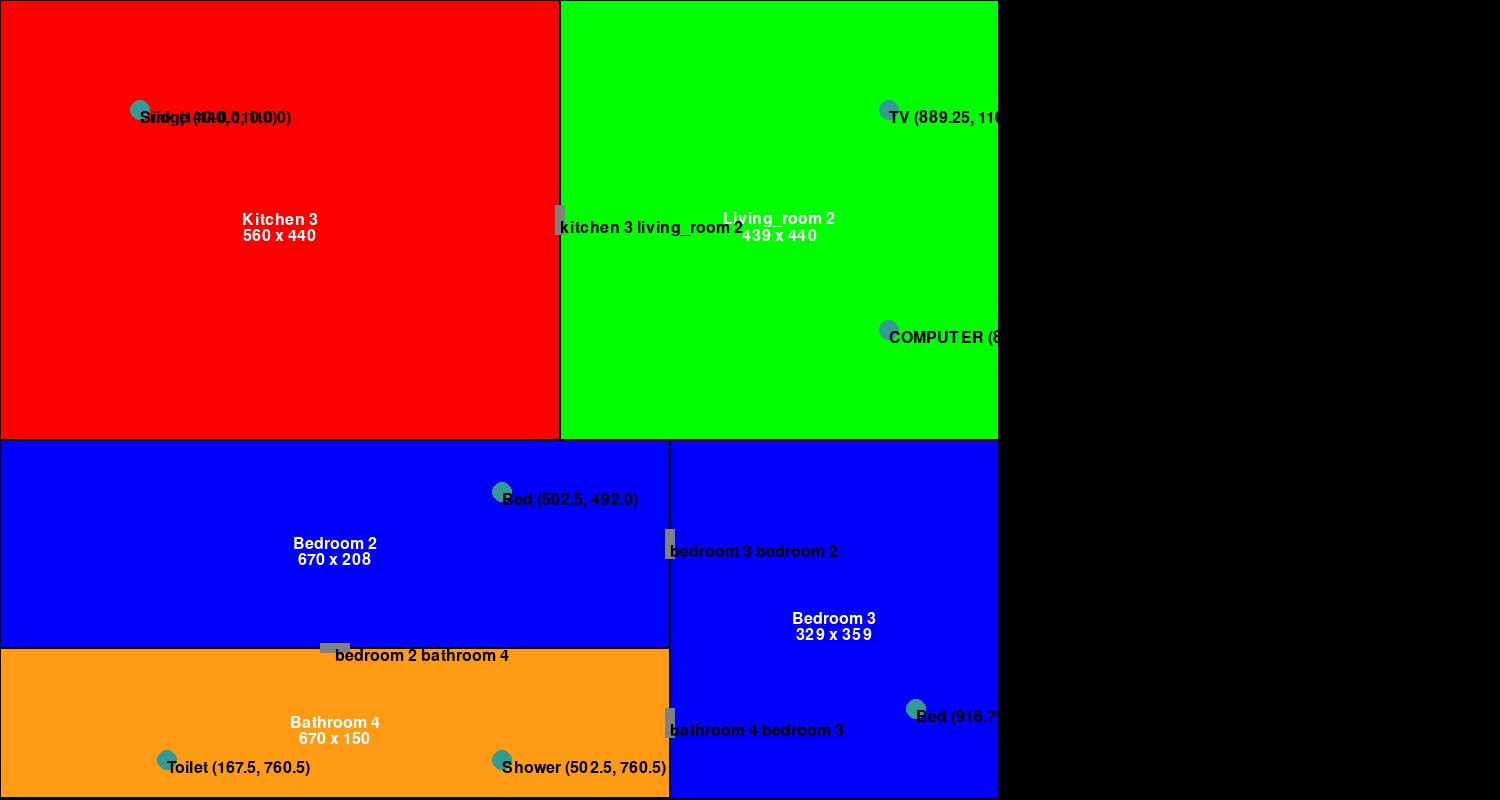 TV (889.25, 110
Kitchen 3
560 x 440
Living_room 2
439 x 440
kitchen 3 living_room 2
COMPUTER (8
Bed (502.5, 492.0)
Bedroom 2
670 x 208
bedroom 3 bedroom 2
Bedroom 3
329 x 359
bedroom 2 bathroom 4
Bathroom 4
670 x 150
bathroom 4 bedroom 3
Bed (916.7
Toilet (167.5, 760.5)
Shower (502.5, 760.5)